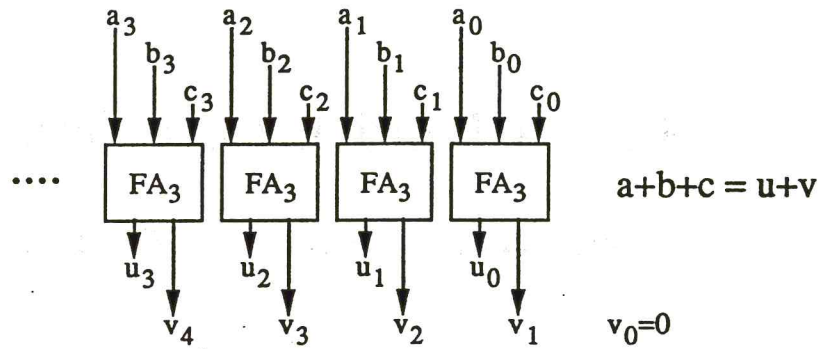 a₃ a₂ a₁ a₀
b₃ b₂ b₁ b₀
c₃ c₂ c₁ c₀
.... FA₃ FA₃ FA₃ FA₃ a+b+c = u+v
u₃ u₂ u₁ u₀
v₄ v₃ v₂ v₁ v₀=0